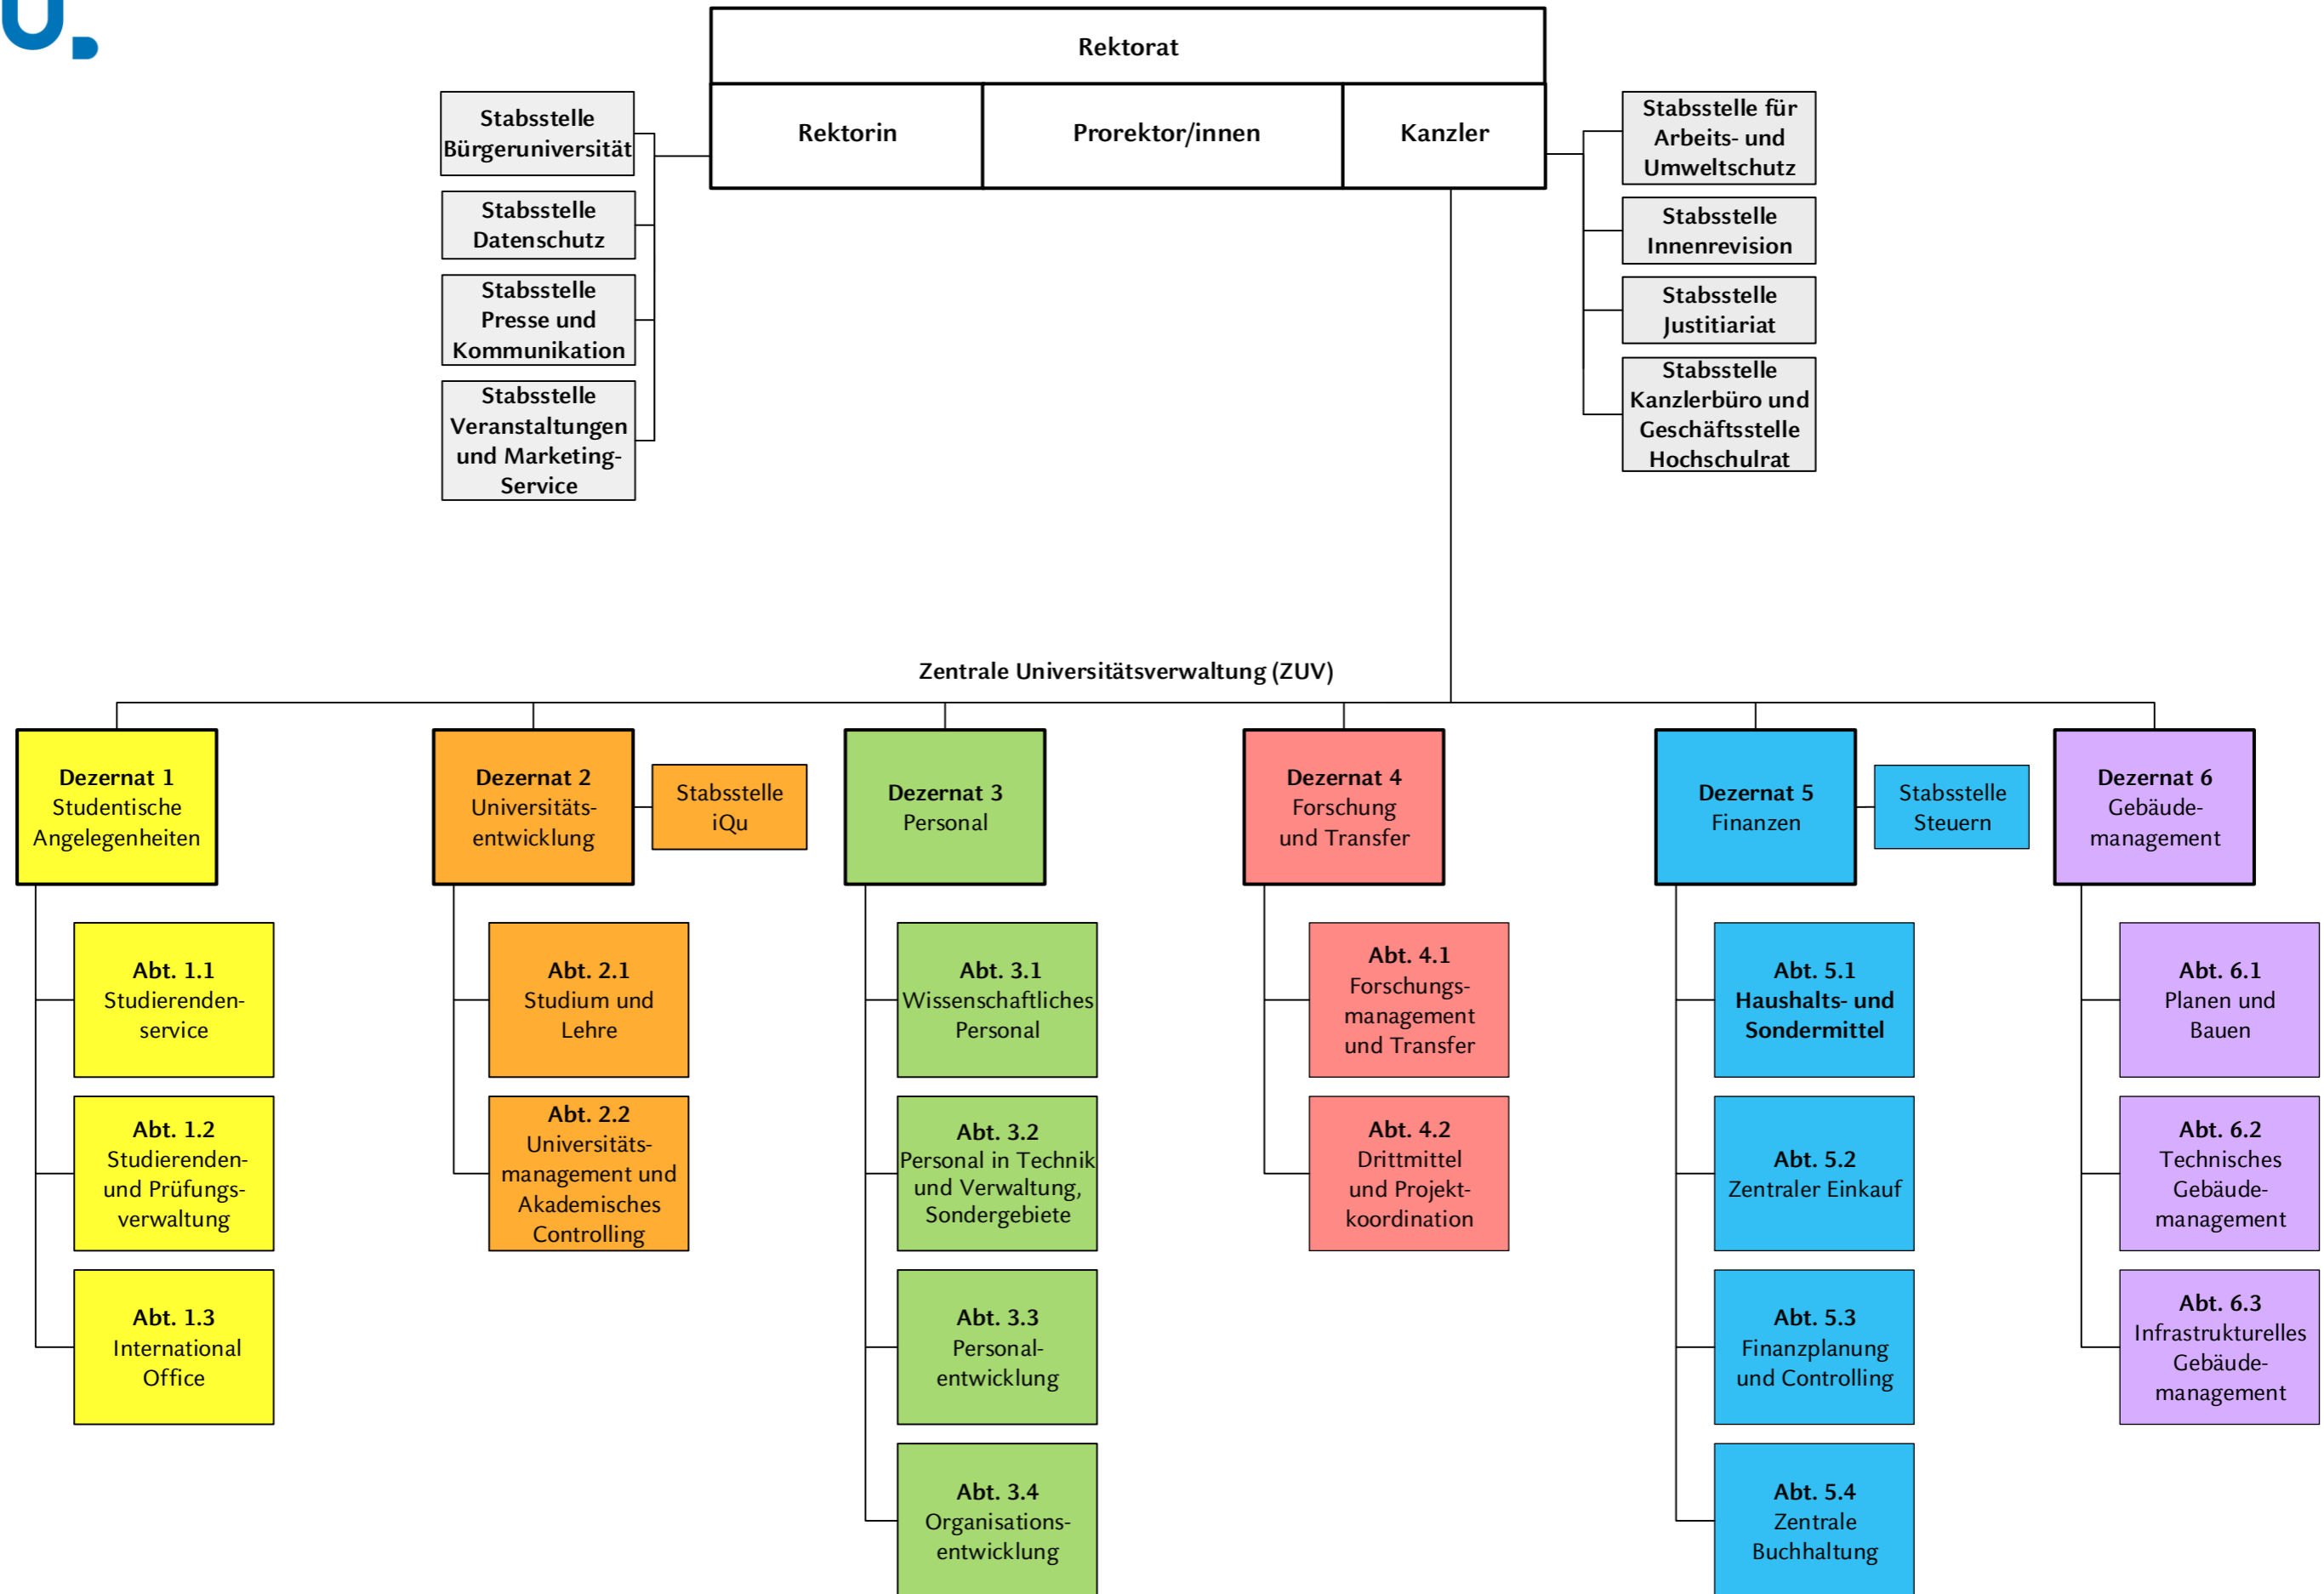 U.
Rektorat
Rektorin
Prorektor/innen
Kanzler
Stabsstelle
Bürgeruniversität
Stabsstelle
Datenschutz
Stabsstelle
Presse und
Kommunikation
Stabsstelle
Veranstaltungen
und Marketing-
Service
Stabsstelle für
Arbeits- und
Umweltschutz
Stabsstelle
Innenrevision
Stabsstelle
Justitiariat
Stabsstelle
Kanzlerbüro und
Geschäftsstelle
Hochschulrat
Zentrale Universitätsverwaltung (ZUV)
Dezernat 1
Studentische
Angelegenheiten
Abt. 1.1
Studierenden-
service
Abt. 1.2
Studierenden-
und Prüfungs-
verwaltung
Abt. 1.3
International
Office
Dezernat 2
Universitäts-
entwicklung
Stabsstelle
iQu
Abt. 2.1
Studium und
Lehre
Abt. 2.2
Universitäts-
management und
Akademisches
Controlling
Dezernat 3
Personal
Abt. 3.1
Wissenschaftliches
Personal
Abt. 3.2
Personal in Technik
und Verwaltung,
Sondergebiete
Abt. 3.3
Personal-
entwicklung
Abt. 3.4
Organisations-
entwicklung
Dezernat 4
Forschung
und Transfer
Abt. 4.1
Forschungs-
management
und Transfer
Abt. 4.2
Drittmittel
und Projekt-
koordination
Dezernat 5
Finanzen
Stabsstelle
Steuern
Abt. 5.1
Haushalts- und
Sondermittel
Abt. 5.2
Zentraler Einkauf
Abt. 5.3
Finanzplanung
und Controlling
Abt. 5.4
Zentrale
Buchhaltung
Dezernat 6
Gebäude-
management
Abt. 6.1
Planen und
Bauen
Abt. 6.2
Technisches
Gebäude-
management
Abt. 6.3
Infrastrukturelles
Gebäude-
management